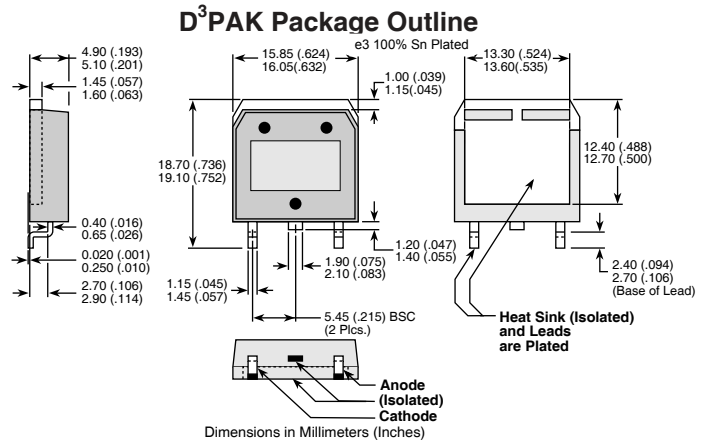 D3PAK Package Outline
e3 100% Sn Plated
4.90 (.193)
5.10 (.201)
1.45 (.057)
1.60 (.063)
15.85 (.624)
16.05(.632)
1.00 (.039)
1.15(.045)
13.30 (.524)
13.60(.535)
18.70 (.736)
19.10 (.752)
12.40 (.488)
12.70 (.500)
0.40 (.016)
0.65 (.026)
0.020 (.001)
0.250 (.010)
2.70 (.106)
2.90 (.114)
1.15 (.045)
1.45 (.057)
1.90 (.075)
2.10 (.083)
1.20 (.047)
1.40 (.055)
2.40 (.094)
2.70 (.106)
(Base of Lead)
5.45 (.215) BSC
(2 Plcs.)
Heat Sink (Isolated)
and Leads
are Plated
Anode
(Isolated)
Cathode
Dimensions in Millimeters (Inches)